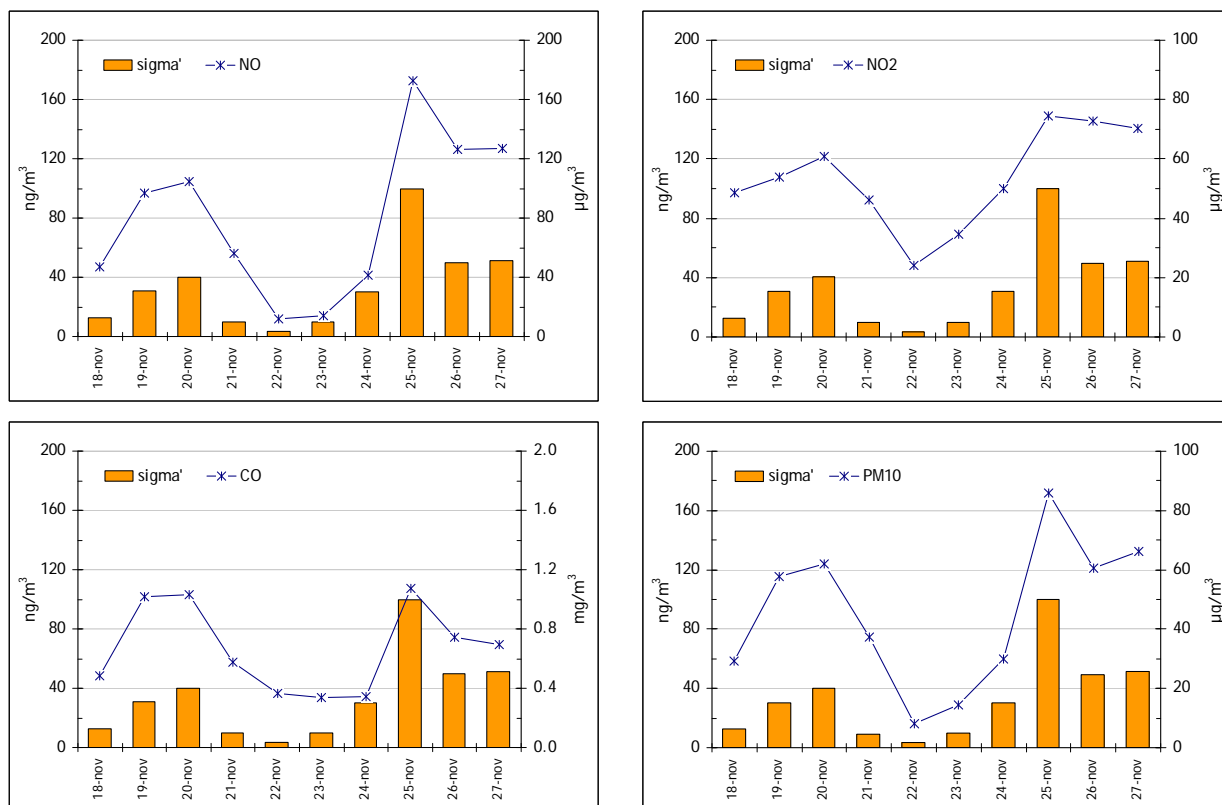 200 200
sigma' NO
160 160
120 120
ng/m³ µg/m³
80 80
40 40
0 0
18-nov 19-nov 20-nov 21-nov 22-nov 23-nov 24-nov 25-nov 26-nov 27-nov
200 100
sigma' NO2
160 80
120 60
ng/m³ µg/m³
80 40
40 20
0 0
18-nov 19-nov 20-nov 21-nov 22-nov 23-nov 24-nov 25-nov 26-nov 27-nov
200 2.0
sigma' CO
160 1.6
120 1.2
ng/m³ mg/m³
80 0.8
40 0.4
0 0.0
18-nov 19-nov 20-nov 21-nov 22-nov 23-nov 24-nov 25-nov 26-nov 27-nov
200 100
sigma' PM10
160 80
120 60
ng/m³ µg/m³
80 40
40 20
0 0
18-nov 19-nov 20-nov 21-nov 22-nov 23-nov 24-nov 25-nov 26-nov 27-nov